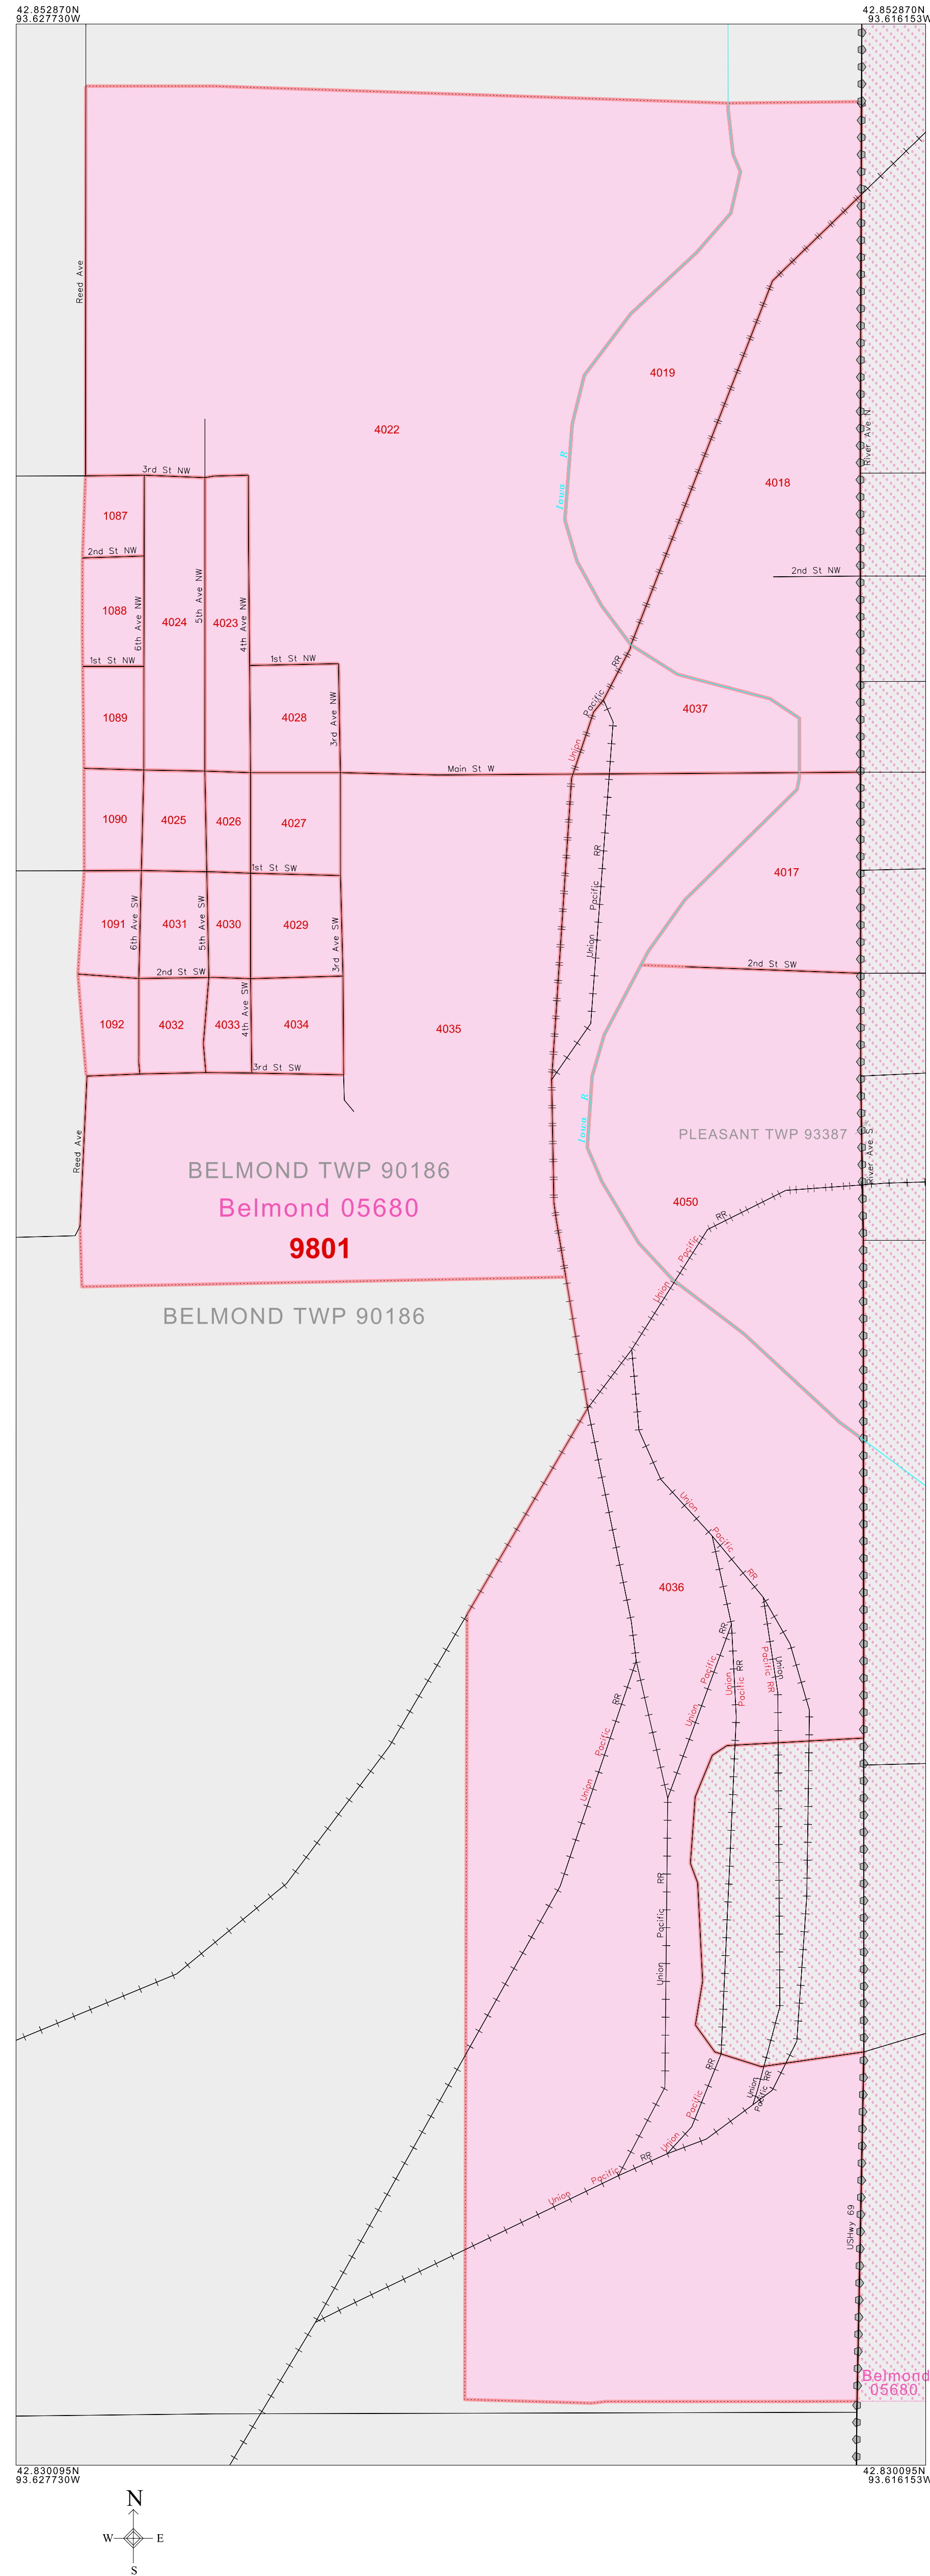 42.852870N
93.627730W
42.852870N
93.616153W
Reed Ave
4019
4022
River Ave N
4018
3rd St NW
Iowa R
1087
2nd St NW
5th Ave NW
2nd St NW
1088
6th Ave NW
4024
4023
4th Ave NW
1st St NW
1st St NW
Union Pacific RR
4037
1089
4028
3rd Ave NW
Main St W
1090
4025
4026
4027
Union Pacific RR
1st St SW
4017
1091
6th Ave SW
4031
5th Ave SW
4030
4029
3rd Ave SW
2nd St SW
2nd St SW
1092
4032
4033
4th Ave SW
4034
4035
3rd St SW
Iowa R
PLEASANT TWP 93387
Reed Ave
River Ave S
BELMOND TWP 90186
Belmond 05680
4050
9801
Union Pacific RR
BELMOND TWP 90186
Union Pacific RR
4036
Union Pacific RR
Union Pacific RR
Union
Pacific RR
Union
Pacific RR
Union Pacific RR
Union Pacific RR
Union
Pacific RR
Union Pacific RR
USHwy 69
Belmond
05680
42.830095N
93.627730W
42.830095N
93.616153W
N
W
E
S